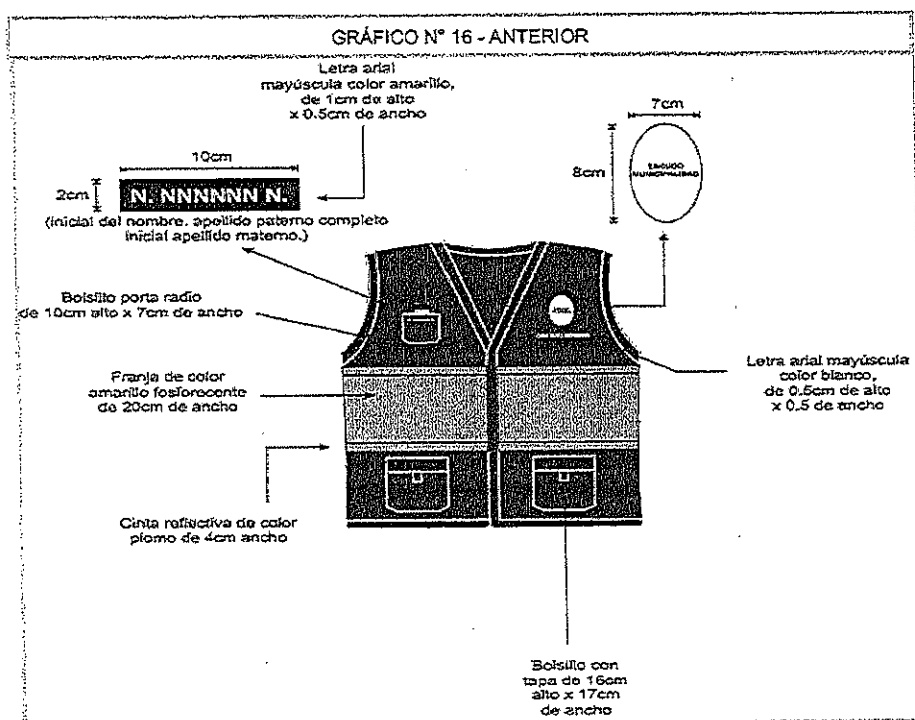 GRÁFICO N° 16 - ANTERIOR
Letra arial
mayúscula color amarillo,
de 1cm de alto
x 0.5cm de ancho
7cm
10cm
8cm
ESCUDO
MUNICIPALIDAD
2cm
N. NNNNNN N.
(inicial del nombre. apellido paterno completo
inicial apellido materno.)
Bolsillo porta radio
de 10cm alto x 7cm de ancho
Franja de color
amarillo fosforocente
de 20cm de ancho
Letra arial mayúscula
color blanco,
de 0.5cm de alto
x 0.5 de ancho
Cinta reflectiva de color
plomo de 4cm ancho
Bolsillo con
tapa de 16cm
alto x 17cm
de ancho